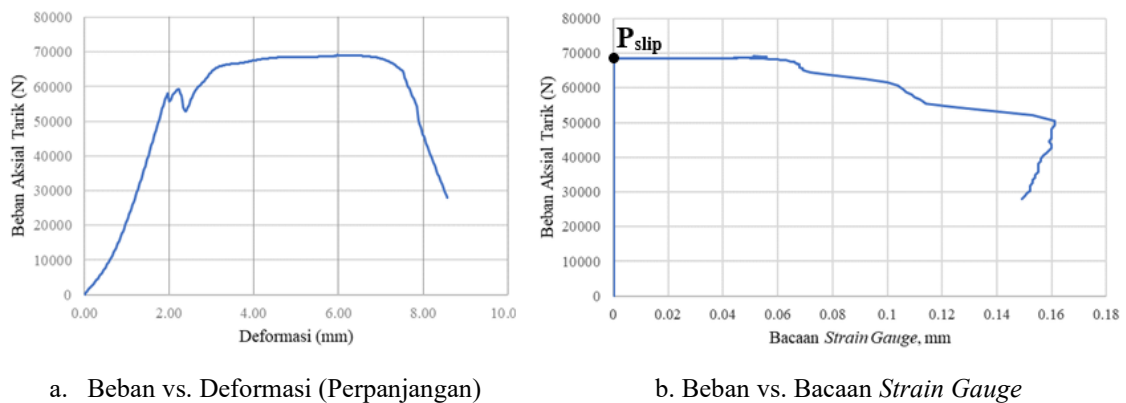 80000
70000
60000
50000
40000
30000
20000
10000
0
Beban Aksial Tarik (N)
0.00 2.00 4.00 6.00 8.00 10.0
Deformasi (mm)
80000
70000
60000
50000
40000
30000
20000
10000
0
Beban Aksial Tarik (N)
Pslip
0 0.02 0.04 0.06 0.08 0.1 0.12 0.14 0.16 0.18
Bacaan Strain Gauge, mm
a. Beban vs. Deformasi (Perpanjangan)
b. Beban vs. Bacaan Strain Gauge